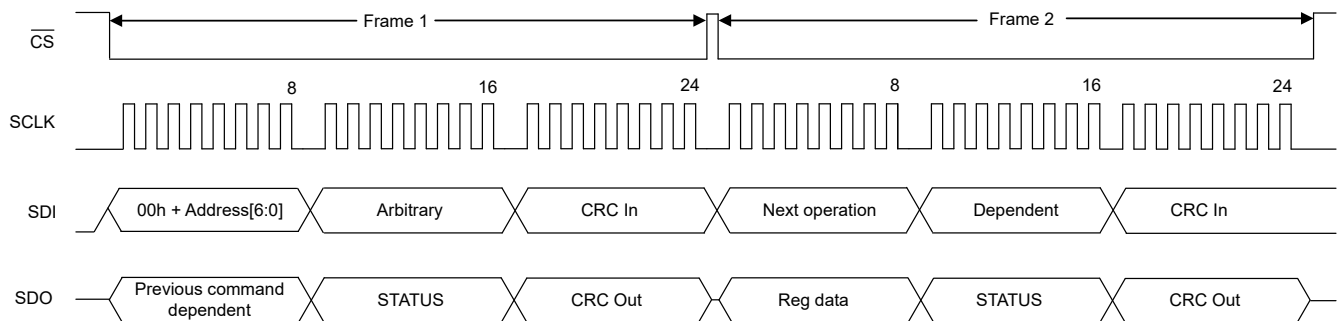 Frame 1
Frame 2
CS
8
16
24
8
16
24
SCLK
SDI
00h + Address[6:0]
Arbitrary
CRC In
Next operation
Dependent
CRC In
SDO
Previous command
dependent
STATUS
CRC Out
Reg data
STATUS
CRC Out